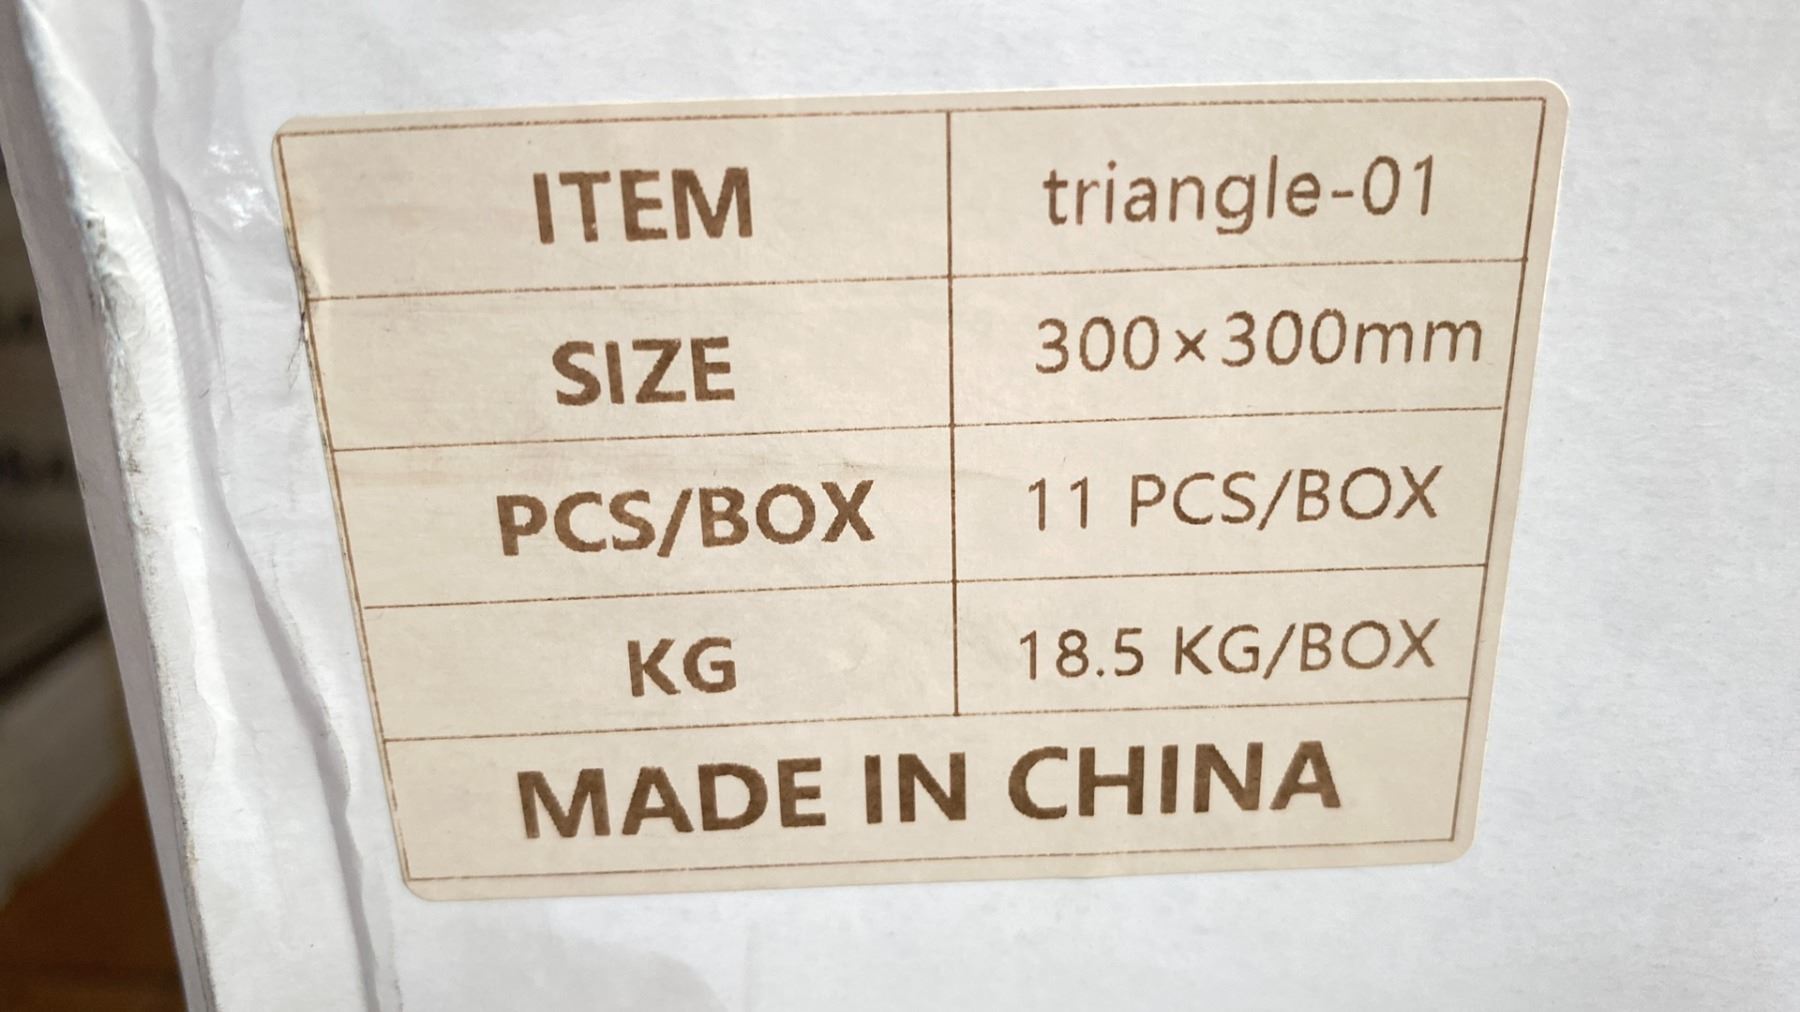 ITEM triangle-01
SIZE 300×300mm
PCS/BOX 11 PCS/BOX
KG 18.5 KG/BOX
MADE IN CHINA